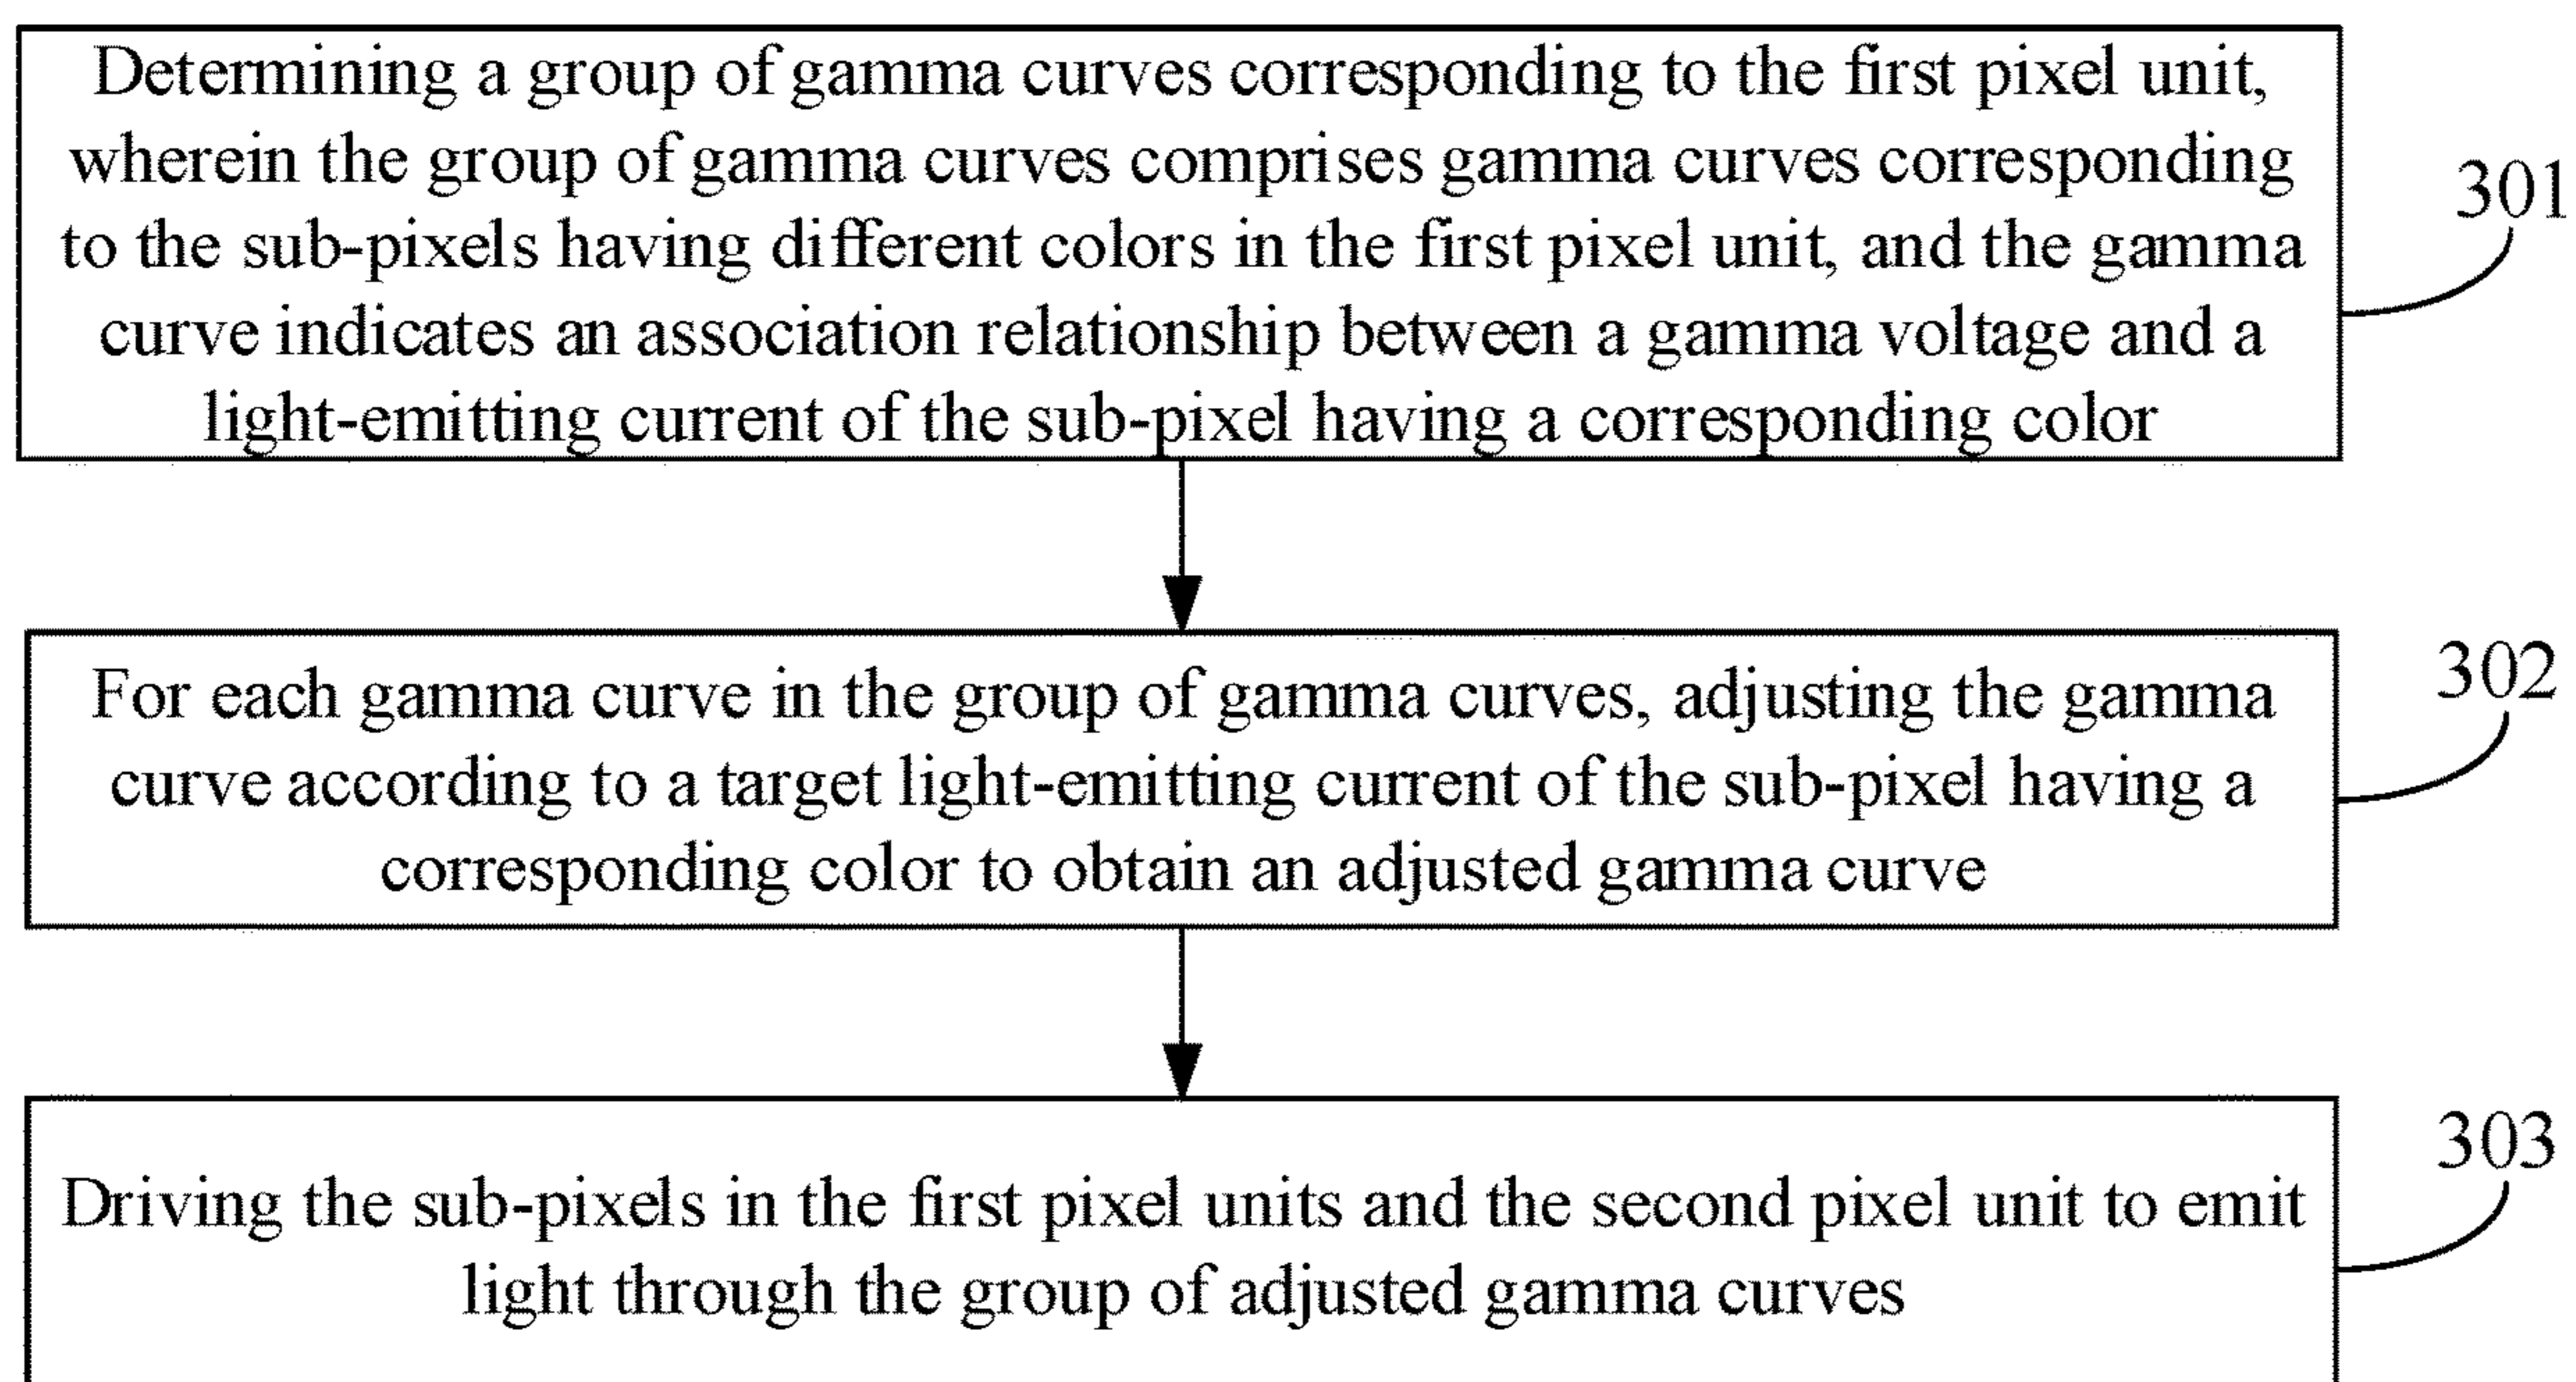 Determining a group of gamma curves corresponding to the first pixel unit,
wherein the group of gamma curves comprises gamma curves corresponding
to the sub-pixels having different colors in the first pixel unit, and the gamma
curve indicates an association relationship between a gamma voltage and a
light-emitting current of the sub-pixel having a corresponding color
301
For each gamma curve in the group of gamma curves, adjusting the gamma
curve according to a target light-emitting current of the sub-pixel having a
corresponding color to obtain an adjusted gamma curve
302
Driving the sub-pixels in the first pixel units and the second pixel unit to emit
light through the group of adjusted gamma curves
303